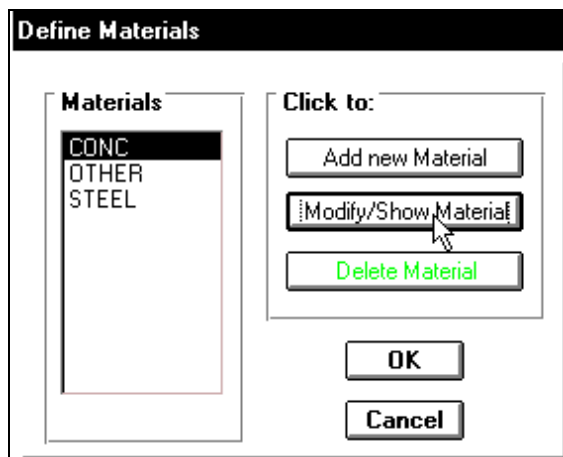 Define Materials
Materials
CONC
OTHER
STEEL
Click to:
Add new Material
Modify/Show Material
Delete Material
OK
Cancel